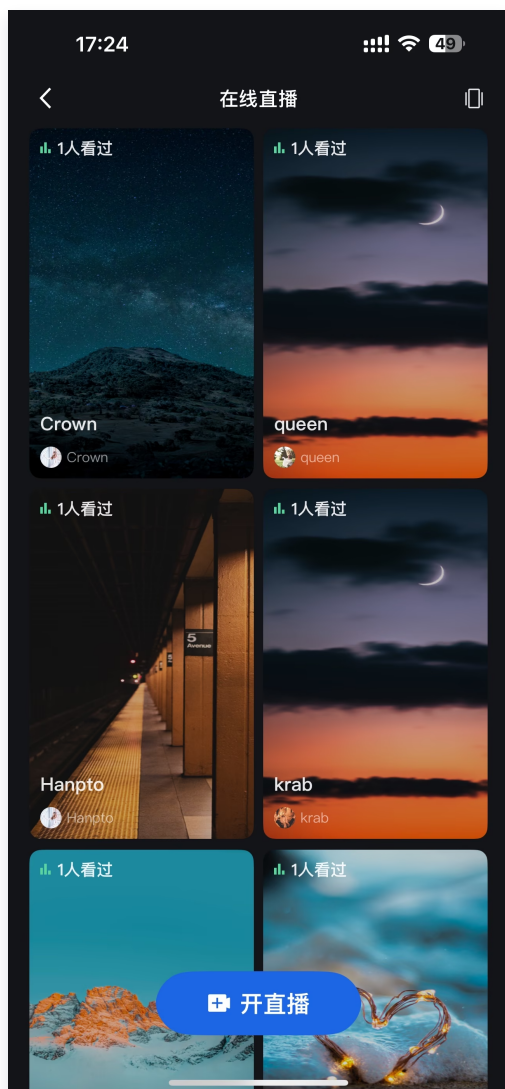 17:24
49
在线直播
1人看过
1人看过
Crown
Crown
queen
queen
1人看过
1人看过
5
Avenue
Hanpto
Hanpto
krab
krab
1人看过
1人看过
开直播